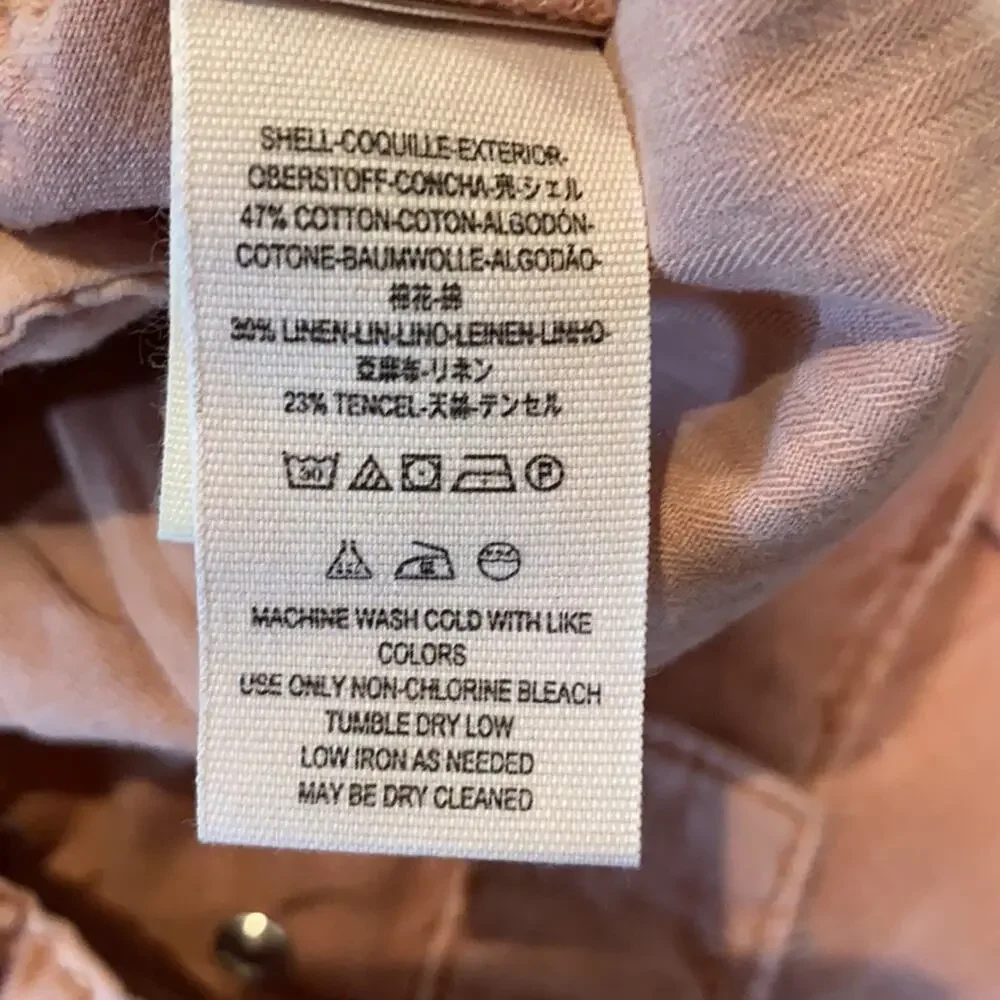 SHELL-COQUILLE-EXTERIOR-
OBERSTOFF-CONCHA-壳-シェル
47% COTTON-COTON-ALGODÓN-
COTONE-BAUMWOLLE-ALGODÃO-
棉花-綿
30% LINEN-LIN-LINO-LEINEN-LINHO-
亞麻布-リネン
23% TENCEL-天絲-テンセル
30 P
MACHINE WASH COLD WITH LIKE
COLORS
USE ONLY NON-CHLORINE BLEACH
TUMBLE DRY LOW
LOW IRON AS NEEDED
MAY BE DRY CLEANED